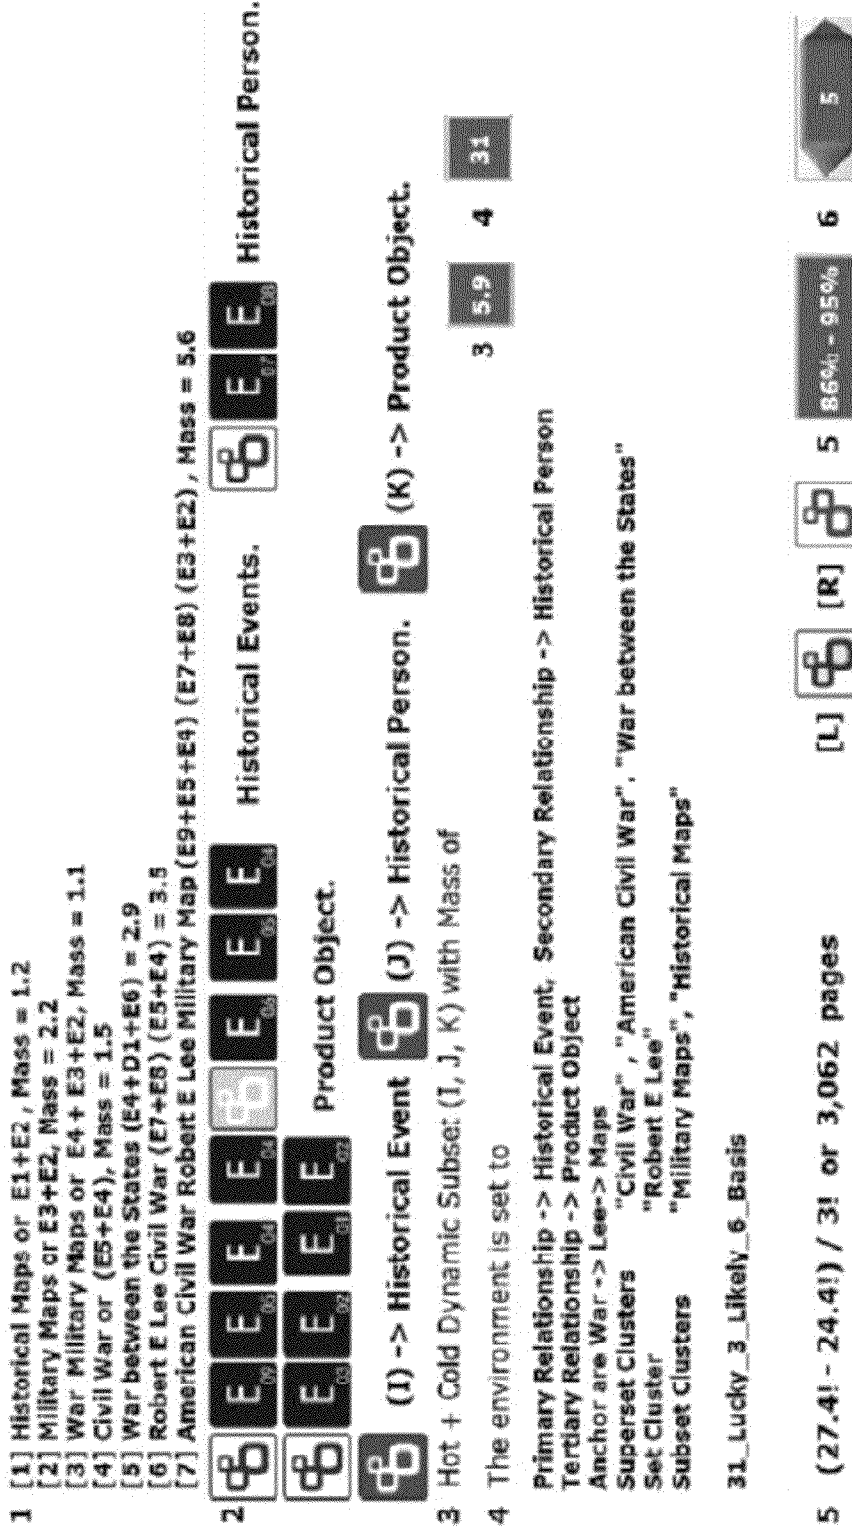 1 [1] Historical Maps or E1+E2, Mass = 1.2
[2] Military Maps or E3+E2, Mass = 2.2
[3] War Military Maps or E4+ E3+E2, Mass = 1.1
[4] Civil War or (E5+E4), Mass = 1.5
[5] War between the States (E4+D1+E6) = 2.9
[6] Robert E Lee Civil War (E7+E8) (E5+E4) = 3.5
[7] American Civil War Robert E Lee Military Map (E9+E5+E4) (E7+E8) (E3+E2), Mass = 5.6
2 E E E E E E E Historical Events. E E Historical Person.
E E E E Product Object.
(I) -> Historical Event (J) -> Historical Person. (K) -> Product Object.
3 Hot + Cold Dynamic Subset (I, J, K) with Mass of 3 5.9 4 31
4 The environment is set to
Primary Relationship -> Historical Event, Secondary Relationship -> Historical Person
Tertiary Relationship -> Product Object
Anchor are War -> Lee-> Maps
Superset Clusters "Civil War", "American Civil War". "War between the States"
Set Cluster "Robert E Lee"
Subset Clusters "Military Maps", "Historical Maps"
31_Lucky_3_Likely_6_Basis
5 (27.4! - 24.4!) / 3! or 3,062 pages [L] [R] 5 86% - 95% 6 5